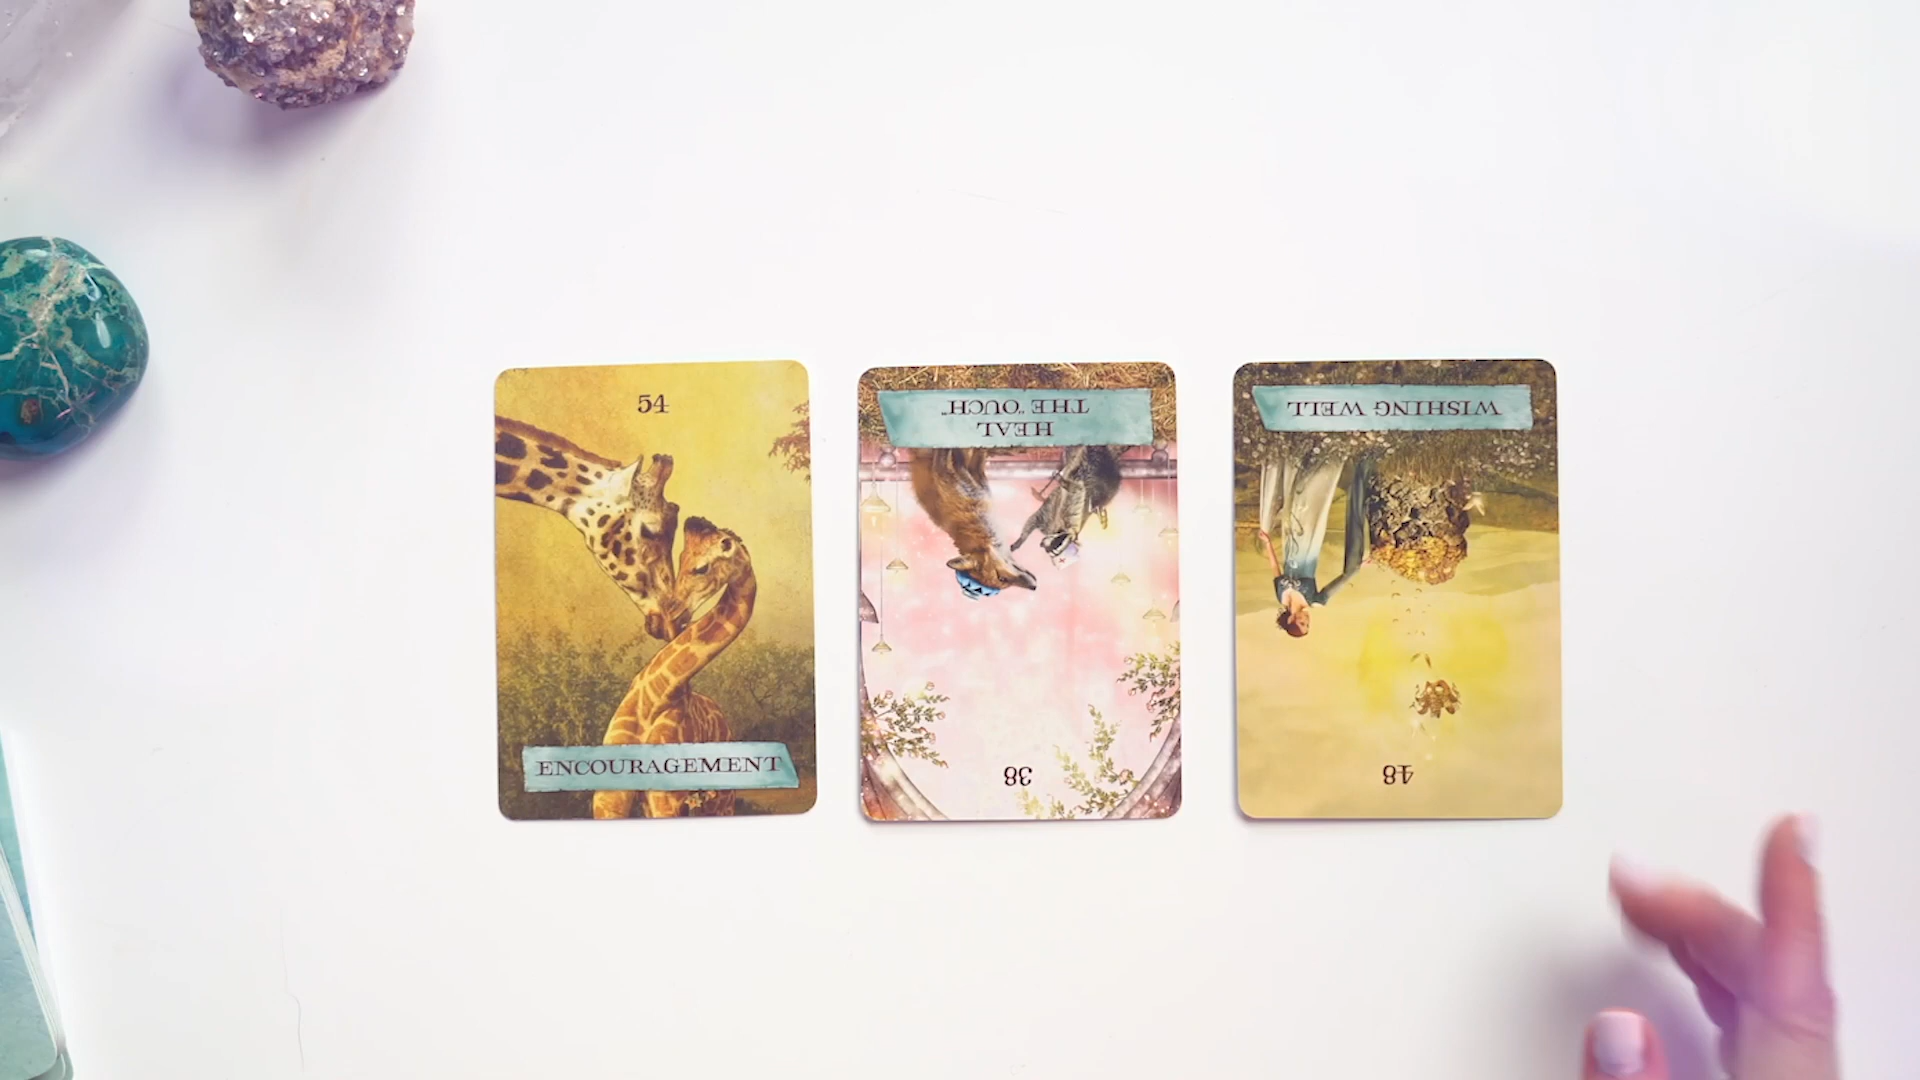 54
ENCOURAGEMENT
HEAL
THE "OUCH"
38
WISHING WELL
48